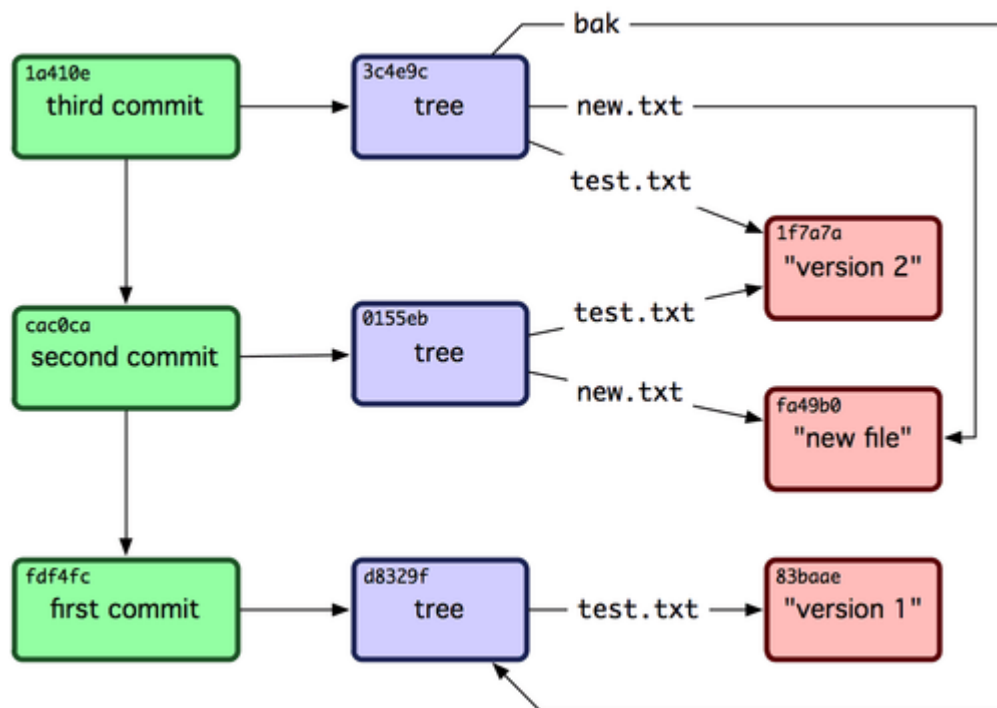 bak
1a410e
third commit
3c4e9c
tree
new.txt
test.txt
1f7a7a
"version 2"
cac0ca
second commit
0155eb
tree
test.txt
new.txt
fa49b0
"new file"
fdf4fc
first commit
d8329f
tree
test.txt
83baae
"version 1"